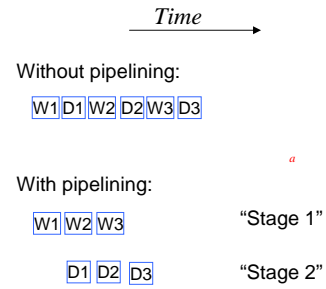 Time
Without pipelining:
W1 D1 W2 D2 W3 D3
a
With pipelining:
W1 W2 W3 “Stage 1”
D1 D2 D3 “Stage 2”